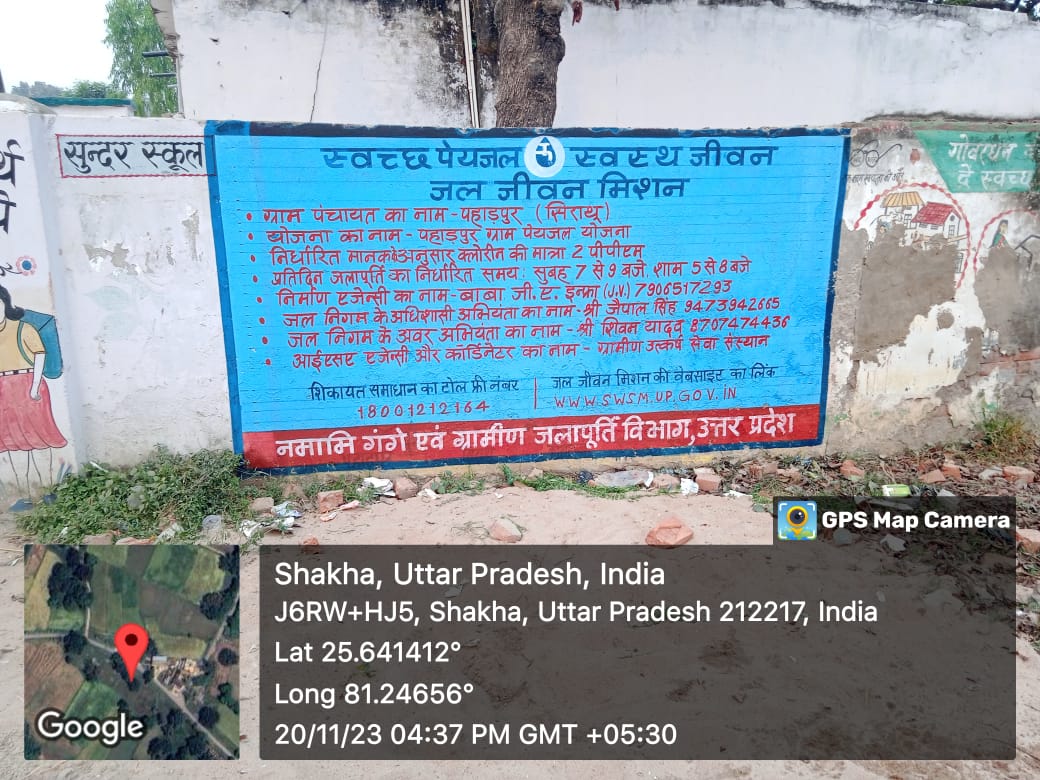 र्थ
सुन्दर स्कूल
स्वच्छ पेयजल स्वस्थ जीवन
जल जीवन मिशन
• ग्राम पंचायत का नाम - पहाड़पुर (सिराथू)
• योजना का नाम - पहाड़पुर ग्राम पेयजल योजना
• निर्धारित मानक के अनुसार क्लोरीन की मात्रा 2 पीपीएम
• प्रतिदिन जलापूर्ति का निर्धारित समय: सुबह 7 से 9 बजे, शाम 5 से 8 बजे
• निर्माण एजेन्सी का नाम - बाबा जी. ए. इन्फ्रा (J.V.) 7906517293
• जल निगम के अधिशासी अभियंता का नाम - श्री जैपाल सिंह 9473942665
• जल निगम के अवर अभियंता का नाम - श्री शिवम यादव 8707474436
• आईएसए एजेन्सी और कॉर्डिनेटर का नाम - ग्रामीण उत्कर्ष सेवा संस्थान
शिकायत समाधान का टोल फ्री नंबर
18001212164
जल जीवन मिशन की वेबसाइट का लिंक
WWW.SWSM.UP.GOV.IN
नमामि गंगे एवं ग्रामीण जलापूर्ति विभाग, उत्तर प्रदेश
गोवरधन
दे स्वच्छ
GPS Map Camera
Shakha, Uttar Pradesh, India
J6RW+HJ5, Shakha, Uttar Pradesh 212217, India
Lat 25.641412°
Long 81.24656°
20/11/23 04:37 PM GMT +05:30
Google